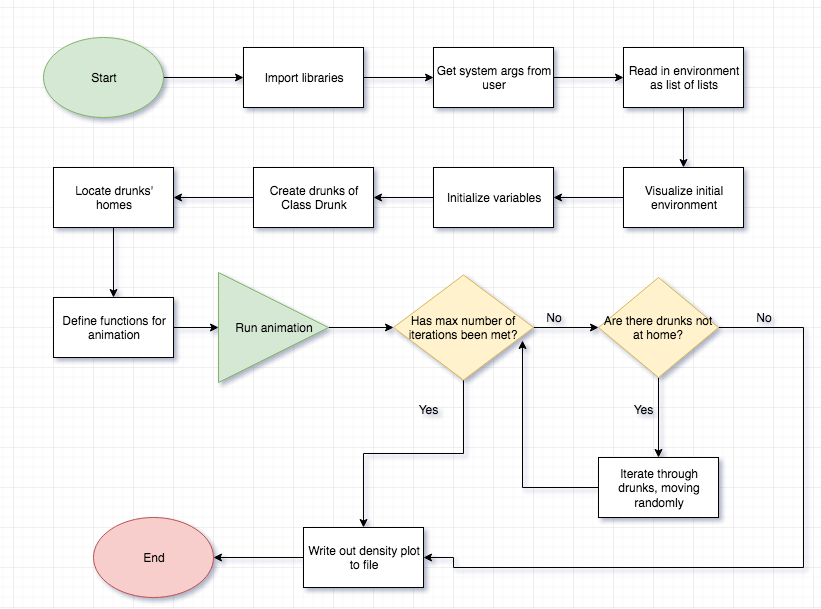 Start
Import libraries
Get system args from
user
Read in environment
as list of lists
Locate drunks'
homes
Create drunks of
Class Drunk
Initialize variables
Visualize initial
environment
Define functions for
animation
Run animation
Has max number of
iterations been met?
No
Are there drunks not
at home?
No
Yes
Yes
Iterate through
drunks, moving
randomly
End
Write out density plot
to file